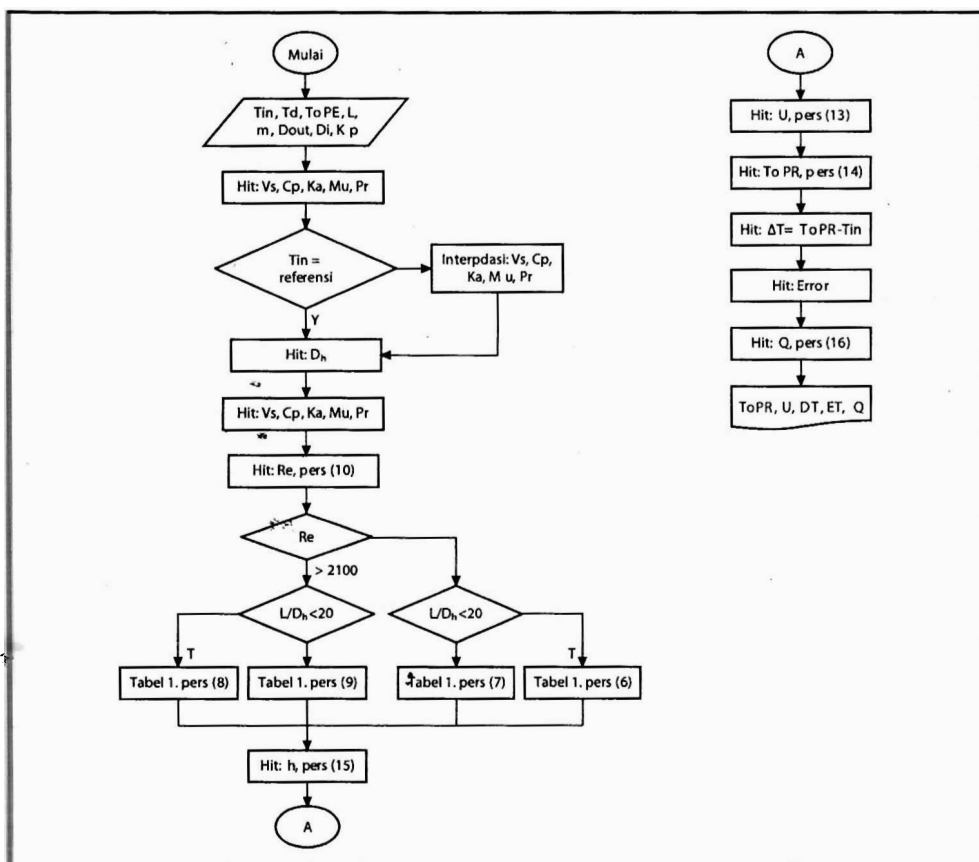 Mulai
Tin, Td, To PE, L,
m, Dout, Di, K p
Hit: Vs, Cp, Ka, Mu, Pr
Tin =
referensi
Interpdasi: Vs, Cp,
Ka, M u, Pr
Y
Hit: Dₕ
Hit: Vs, Cp, Ka, Mu, Pr
Hit: Re, pers (10)
Re
> 2100
L/Dₕ<20
L/Dₕ<20
T
T
Tabel 1. pers (8)
Tabel 1. pers (9)
Tabel 1. pers (7)
Tabel 1. pers (6)
Hit: h, pers (15)
A
A
Hit: U, pers (13)
Hit: To PR, pers (14)
Hit: ΔT= ToPR-Tin
Hit: Error
Hit: Q, pers (16)
ToPR, U, DT, ET, Q